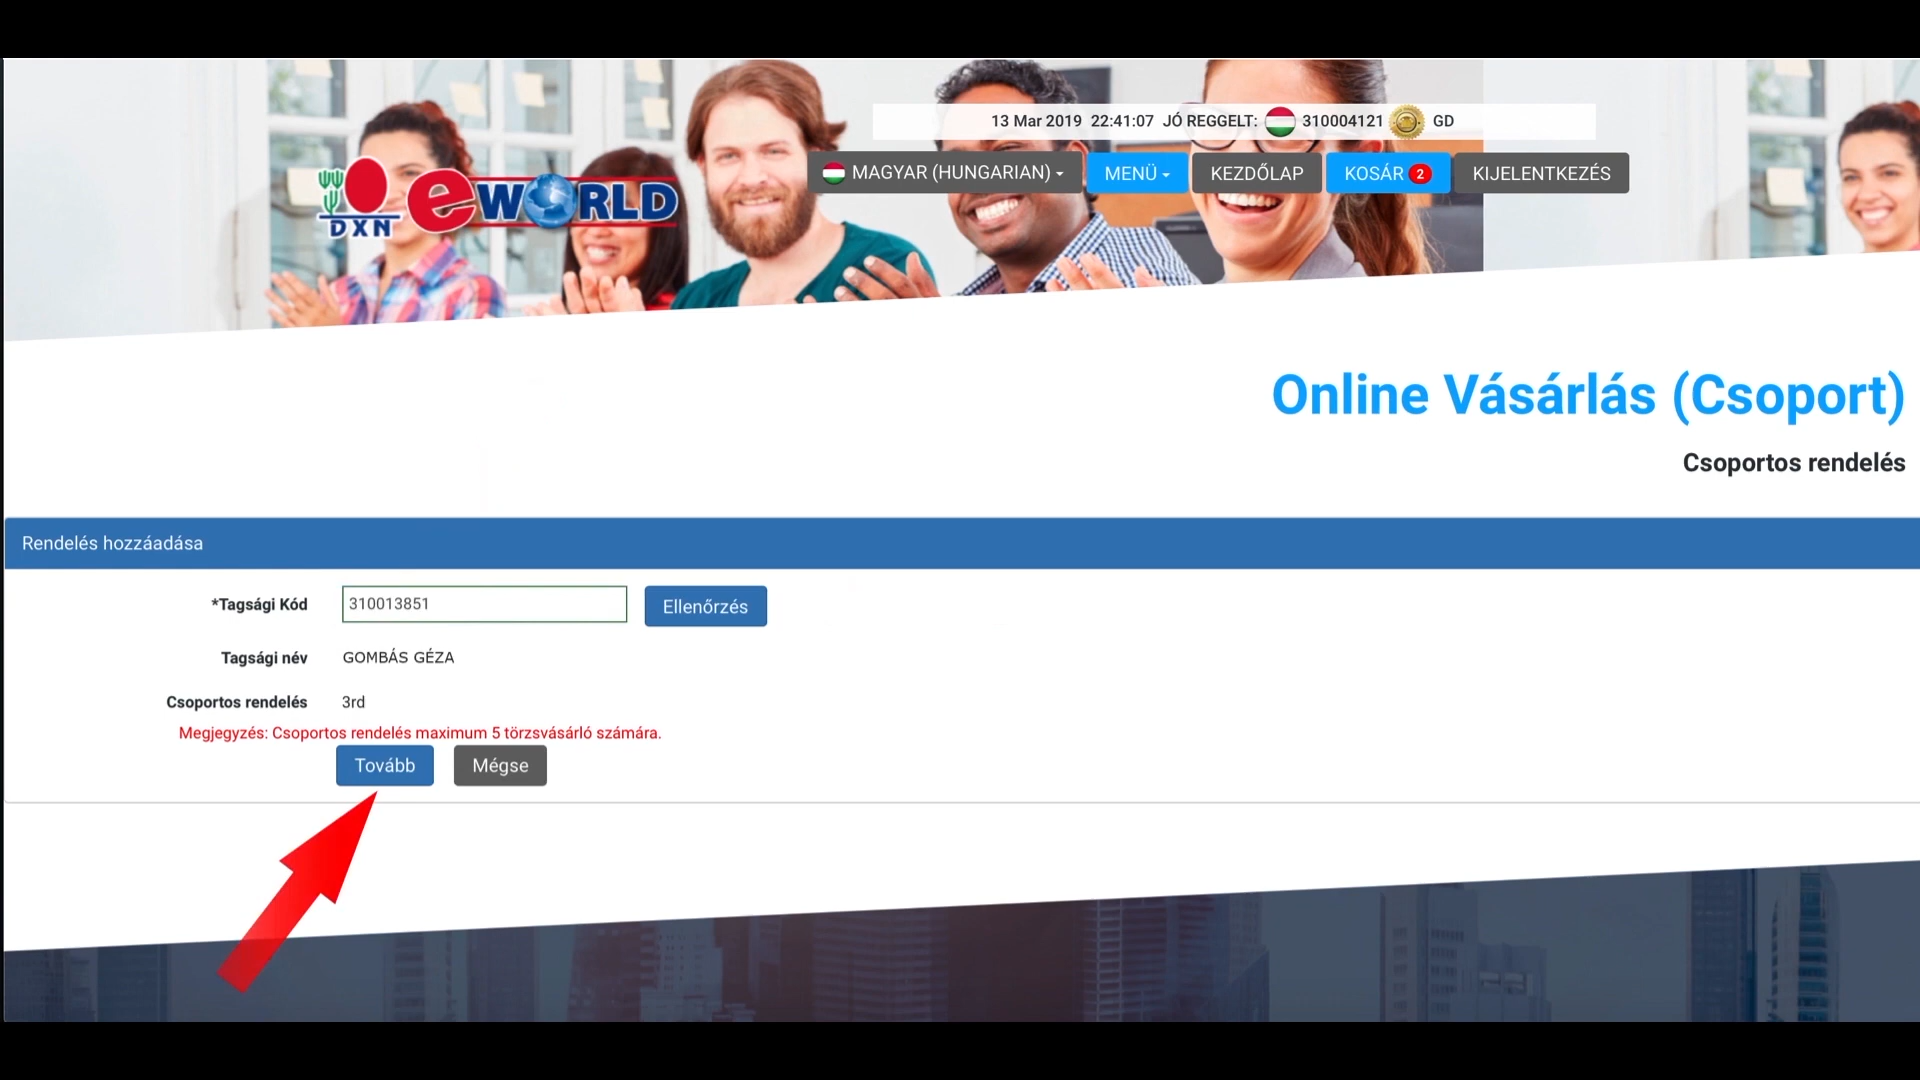 13 Mar 2019 22:41:07 JÓ REGGELT: 310004121 GD
MAGYAR (HUNGARIAN) MENÜ KEZDŐLAP KOSÁR 2 KIJELENTKEZÉS
DXN eWORLD
Online Vásárlás (Csoport)
Csoportos rendelés
Rendelés hozzáadása
*Tagsági Kód 310013851 Ellenőrzés
Tagsági név GOMBÁS GÉZA
Csoportos rendelés 3rd
Megjegyzés: Csoportos rendelés maximum 5 törzsvásárló számára.
Tovább Mégse